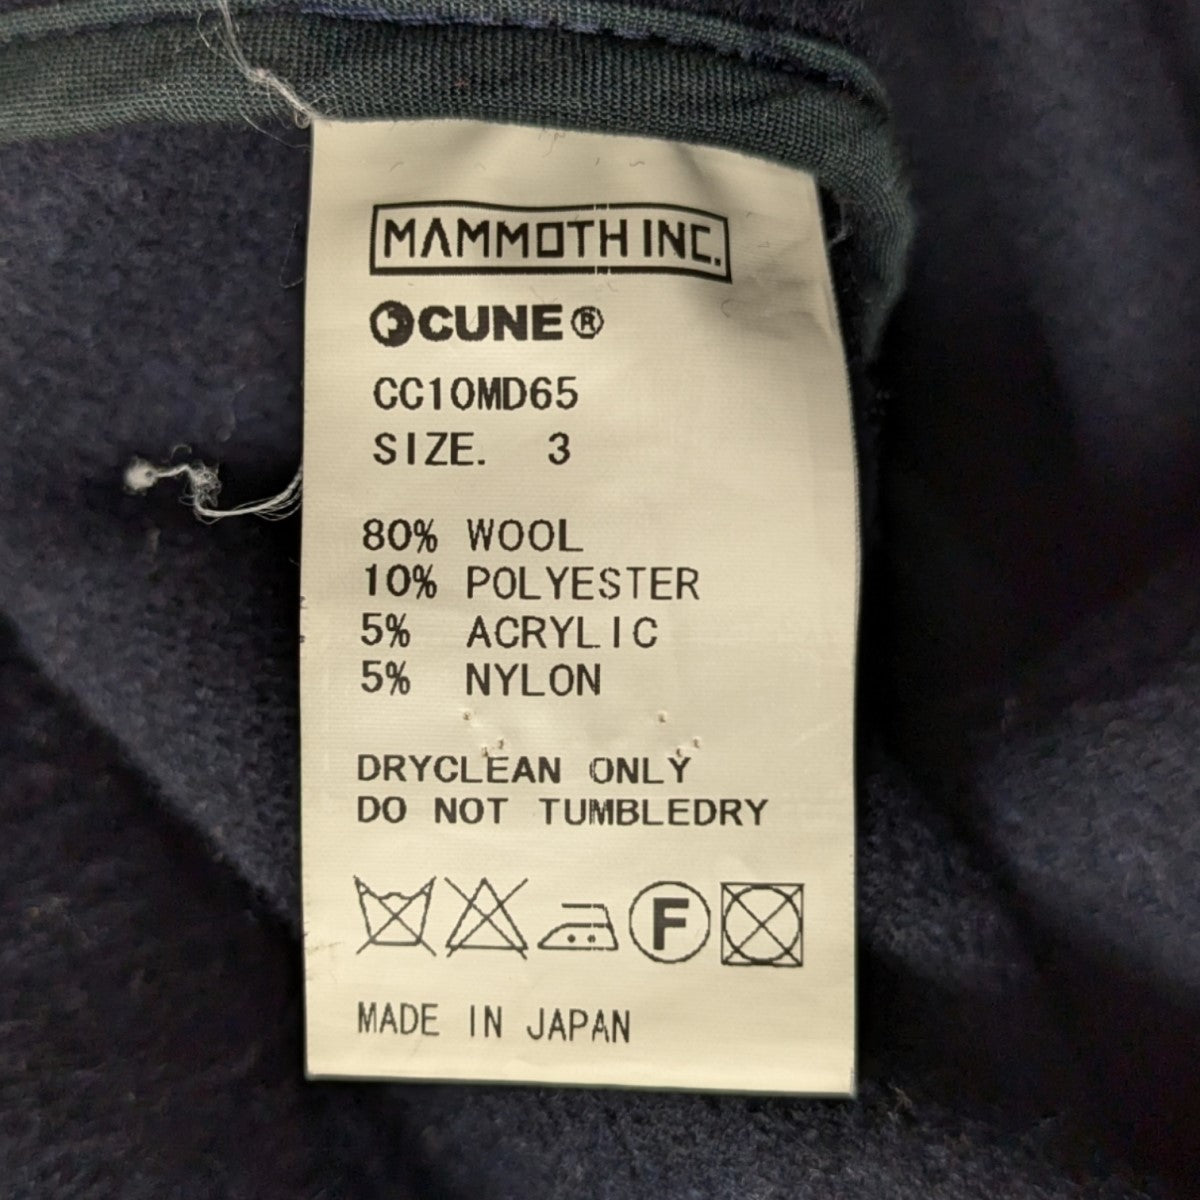 MAMMOTH INC.
CUNE®
CC10MD65
SIZE. 3
80% WOOL
10% POLYESTER
5% ACRYLIC
5% NYLON
DRYCLEAN ONLY
DO NOT TUMBLEDRY
F
MADE IN JAPAN